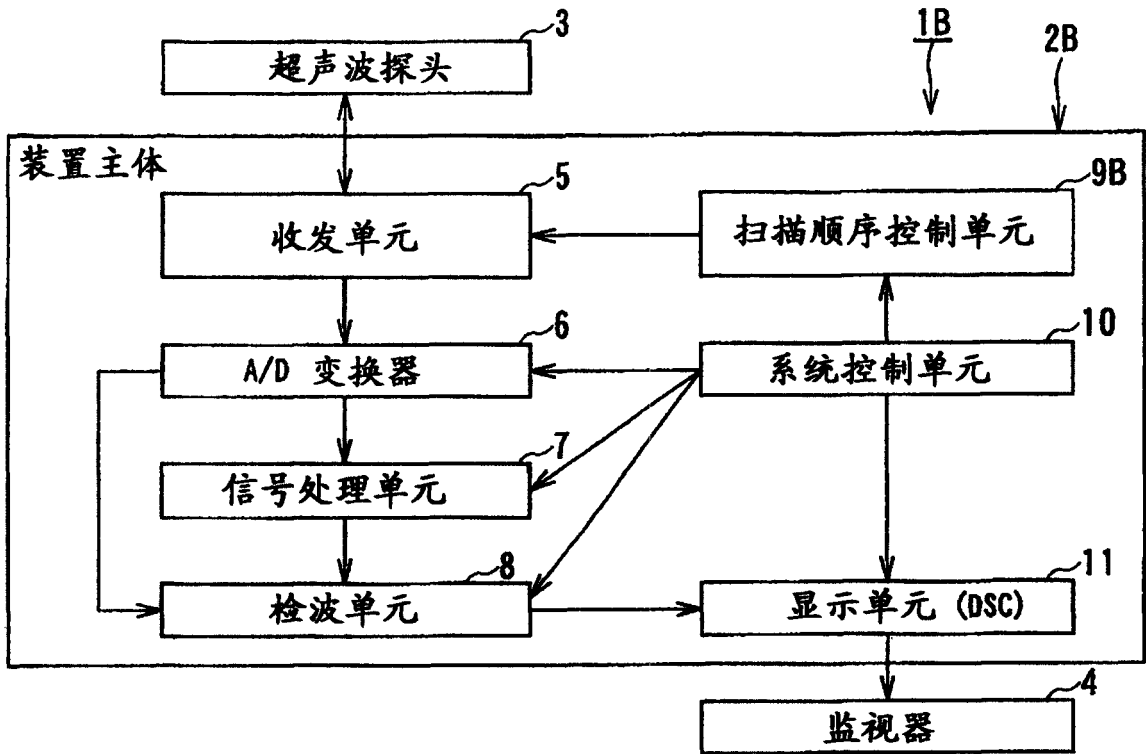 3
1B
2B
超声波探头
装置主体
5
9B
收发单元
扫描顺序控制单元
6
10
A/D 变换器
系统控制单元
7
信号处理单元
8
11
检波单元
显示单元 (DSC)
4
监视器